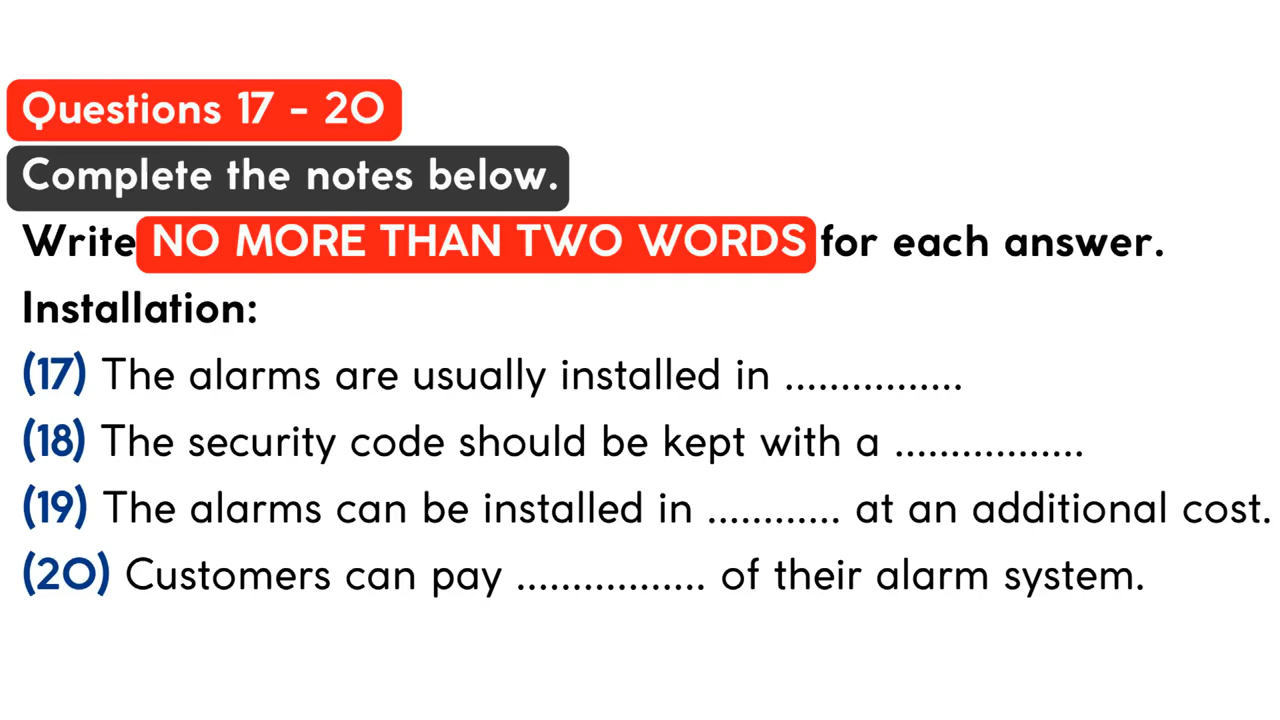 Questions 17 - 20
Complete the notes below.
Write NO MORE THAN TWO WORDS for each answer.
Installation:
(17) The alarms are usually installed in ................
(18) The security code should be kept with a .................
(19) The alarms can be installed in ............ at an additional cost.
(20) Customers can pay ................. of their alarm system.